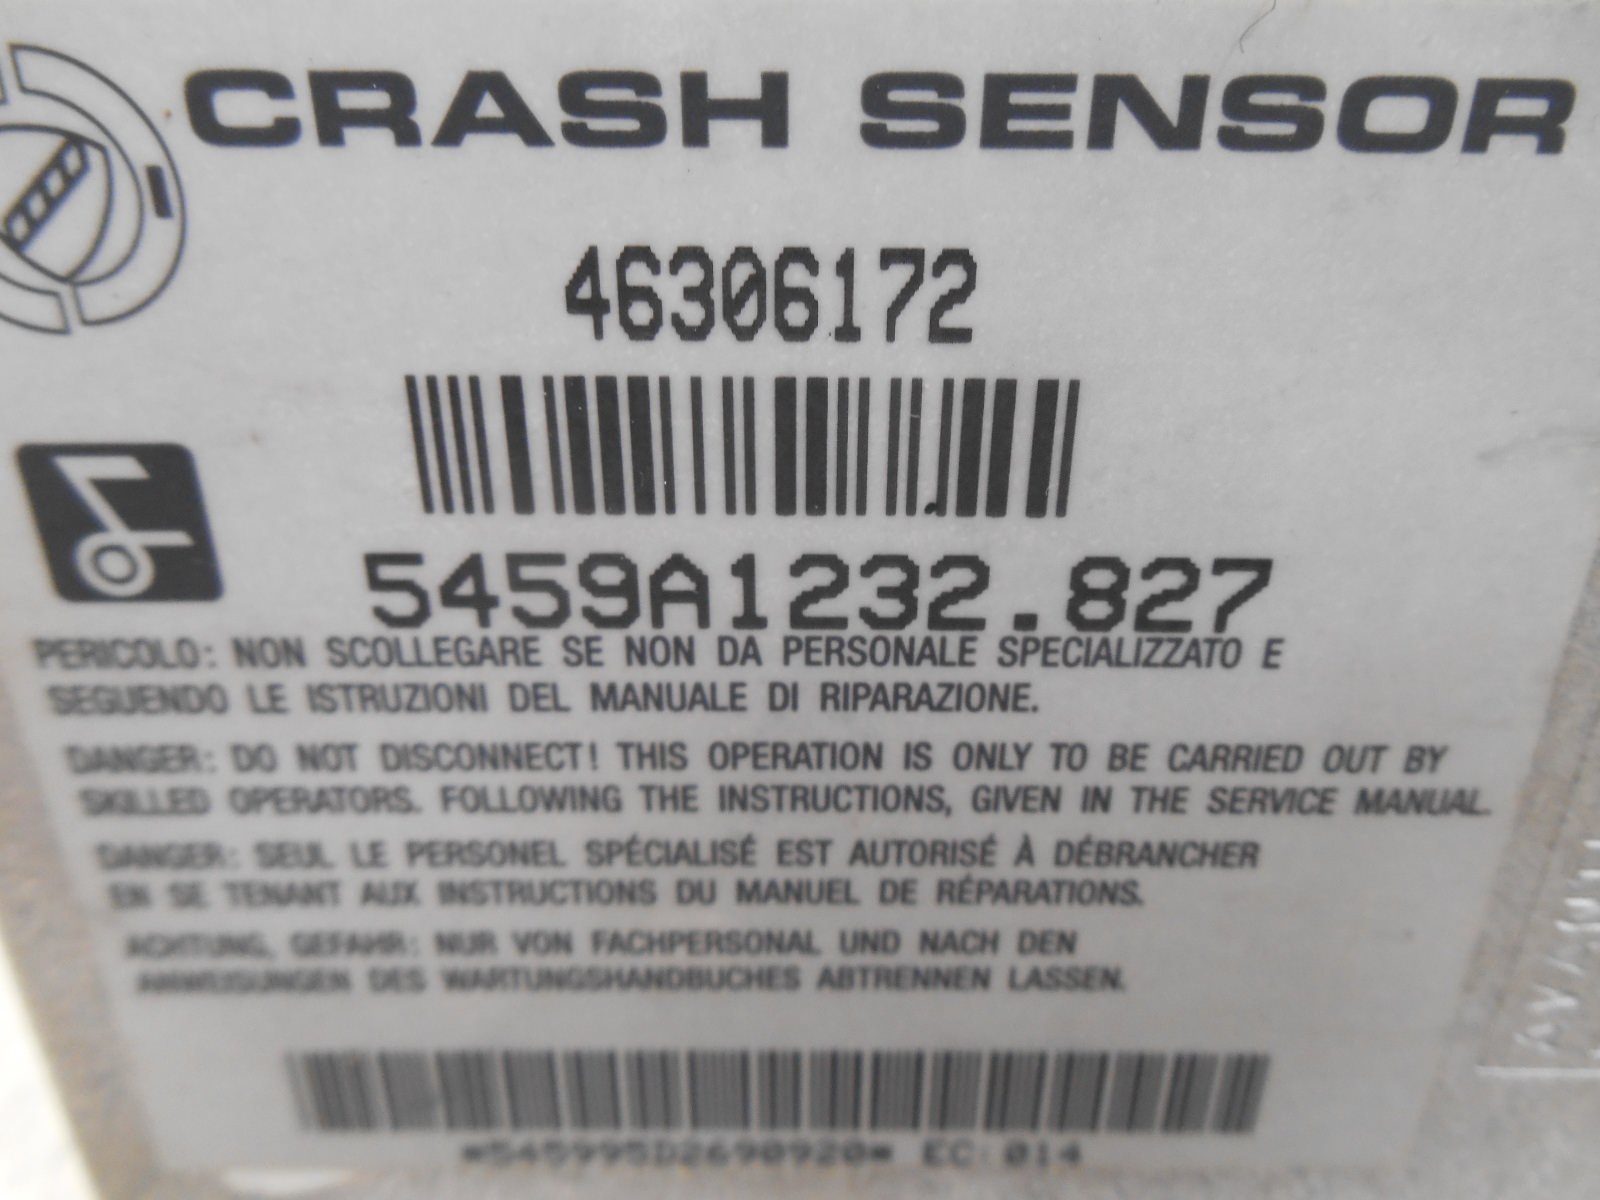 CRASH SENSOR
46306172
5459A1232.827
PERICOLO: NON SCOLLEGARE SE NON DA PERSONALE SPECIALIZZATO E
SEGUENDO LE ISTRUZIONI DEL MANUALE DI RIPARAZIONE.
DANGER: DO NOT DISCONNECT! THIS OPERATION IS ONLY TO BE CARRIED OUT BY
SKILLED OPERATORS. FOLLOWING THE INSTRUCTIONS, GIVEN IN THE SERVICE MANUAL.
DANGER: SEUL LE PERSONEL SPÉCIALISÉ EST AUTORISÉ À DÉBRANCHER
EN SE TENANT AUX INSTRUCTIONS DU MANUEL DE RÉPARATIONS.
ACHTUNG, GEFAHR: NUR VON FACHPERSONAL UND NACH DEN
ANWEISUNGEN DES WARTUNGSHANDBUCHES ABTRENNEN LASSEN.
*545995D2690920* EC: 014